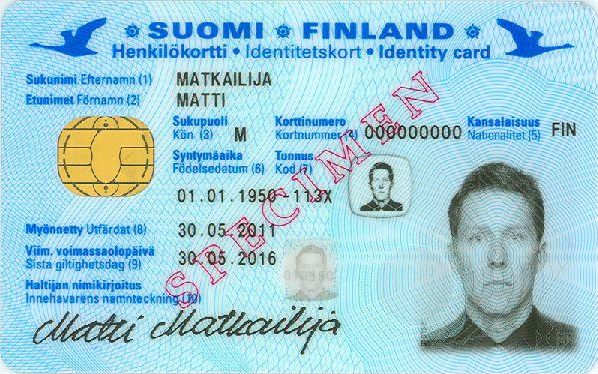 SUOMI • FINLAND
Henkilökortti • Identitetskort • Identity card
Sukunimi Efternamn (1) MATKAILIJA
Etunimet Förnamn (2) MATTI
Sukupuoli Korttinumero Kansalaisuus
Kön (3) M Kortnummer (4) 000000000 Nationalitet (5) FIN
Syntymäaika Tunnus
Födelsedatum (6) Kod (7)
01.01.1950 -113X
Myönnetty Utfärdat (8) 30.05.2011
Viim. voimassaolopäivä
Sista giltighetsdag (9) 30.05.2016
Haltijan nimikirjoitus
Innehavarens namnteckning (10)
Matti Matkailija
SPECIMEN